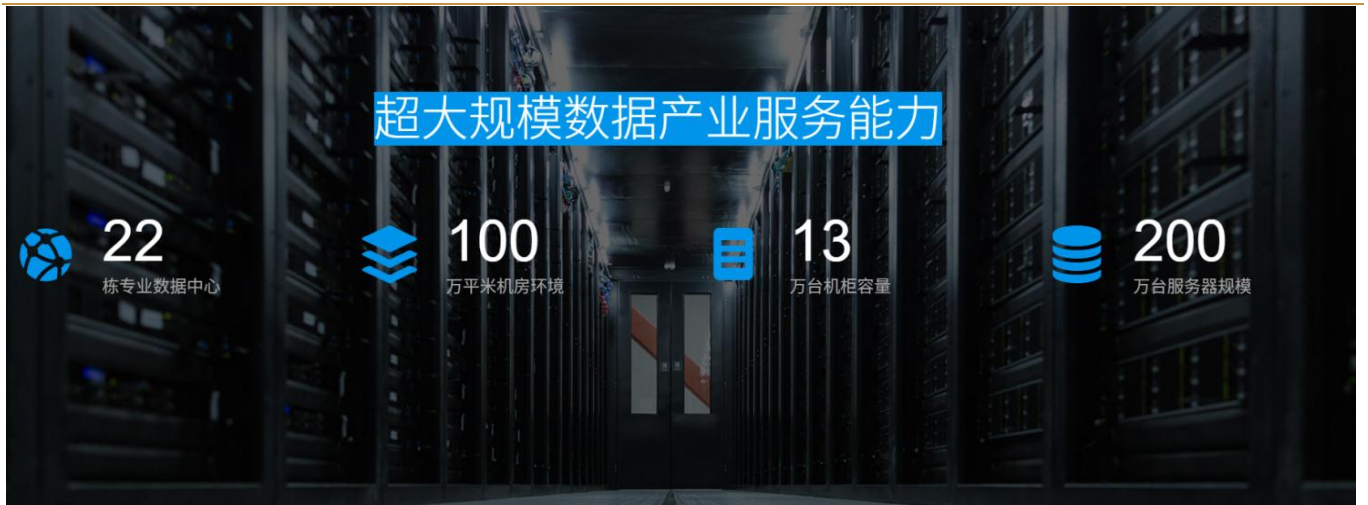 超大规模数据产业服务能力
22
栋专业数据中心
100
万平米机房环境
13
万台机柜容量
200
万台服务器规模